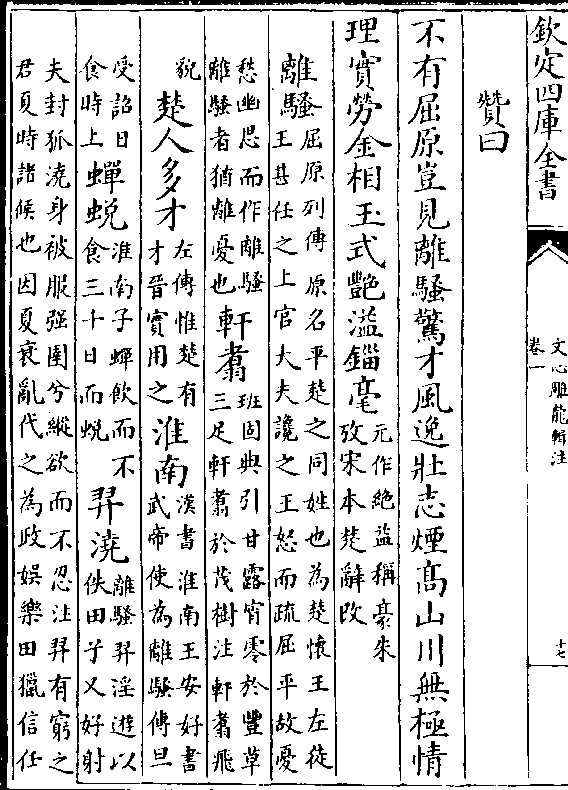 欽定四庫全書
文心雕龍輯注
卷一
十七
贊曰
不有屈原豈見離騷驚才風逸壯志煙髙山川無極情
理實勞金相玉式艶溢錙毫
元作絶益稱豪朱
攷宋本楚辭改
離騷
屈原列傳原名平楚之同姓也為楚懷王左徒
王甚任之上官大夫讒之王怒而疏屈平故憂
愁幽思而作離騷
離騷者猶離憂也
軒翥
班固典引甘露宵零於豐草
三足軒翥於茂樹注軒翥飛
貌
楚人多才
左傳惟楚有
才晉實用之
淮南
漢書淮南王安好書
武帝使為離騷傳旦
受詔日
食時上
蟬蛻
淮南子蟬飲而不
食三十日而蛻
羿澆
離騷羿淫遊以
佚田兮又好射
夫封狐澆身被服强圉兮縱欲而不忍注羿有窮之
君夏時諸侯也因夏衰亂代之為政娛樂田獵信任